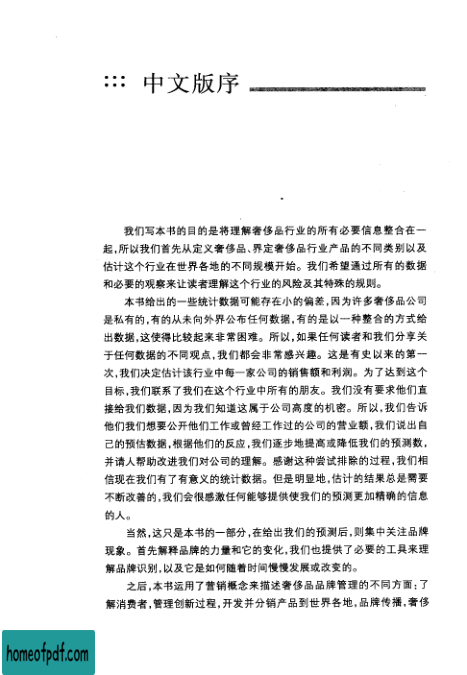 ::: 中文版序
我们写本书的目的是将理解奢侈品行业的所有必要信息整合在一
起,所以我们首先从定义奢侈品、界定奢侈品行业产品的不同类别以及
估计这个行业在世界各地的不同规模开始。我们希望通过所有的数据
和必要的观察来让读者理解这个行业的风险及其特殊的规则。
本书给出的一些统计数据可能存在小的偏差,因为许多奢侈品公司
是私有的,有的从未向外界公布任何数据,有的是以一种整合的方式给
出数据,这使得比较起来非常困难。所以,如果任何读者和我们分享关
于任何数据的不同观点,我们都会非常感兴趣。这是有史以来的第一
次,我们决定估计该行业中每一家公司的销售额和利润。为了达到这个
目标,我们联系了我们在这个行业中所有的朋友。我们没有要求他们直
接给我们数据,因为我们知道这属于公司高度的机密。所以,我们告诉
他们我们想要公开他们工作或曾经工作过的公司的营业额,我们说出自
己的预估数据,根据他们的反应,我们逐步地提高或降低我们的预测数,
并请人帮助改进我们对公司的理解。感谢这种尝试排除的过程,我们相
信现在我们有了有意义的统计数据。但是明显地,估计的结果总是需要
不断改善的,我们会很感激任何能够提供使我们的预测更加精确的信息
的人。
当然,这只是本书的一部分,在给出我们的预测后,则集中关注品牌
现象。首先解释品牌的力量和它的变化,我们也提供了必要的工具来理
解品牌识别,以及它是如何随着时间慢慢发展或改变的。
之后,本书运用了营销概念来描述奢侈品品牌管理的不同方面:了
解消费者,管理创新过程,开发并分销产品到世界各地,品牌传播,奢侈
homeofpdf.com